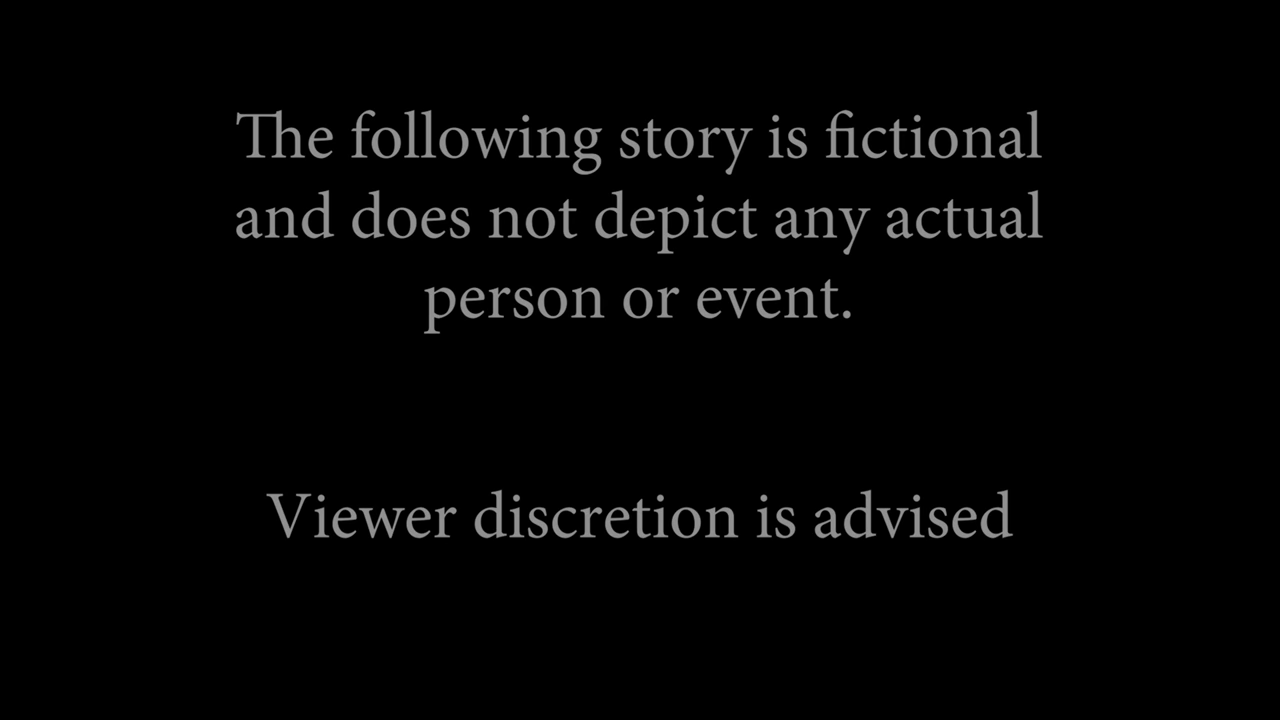 The following story is fictional
and does not depict any actual
person or event.
Viewer discretion is advised